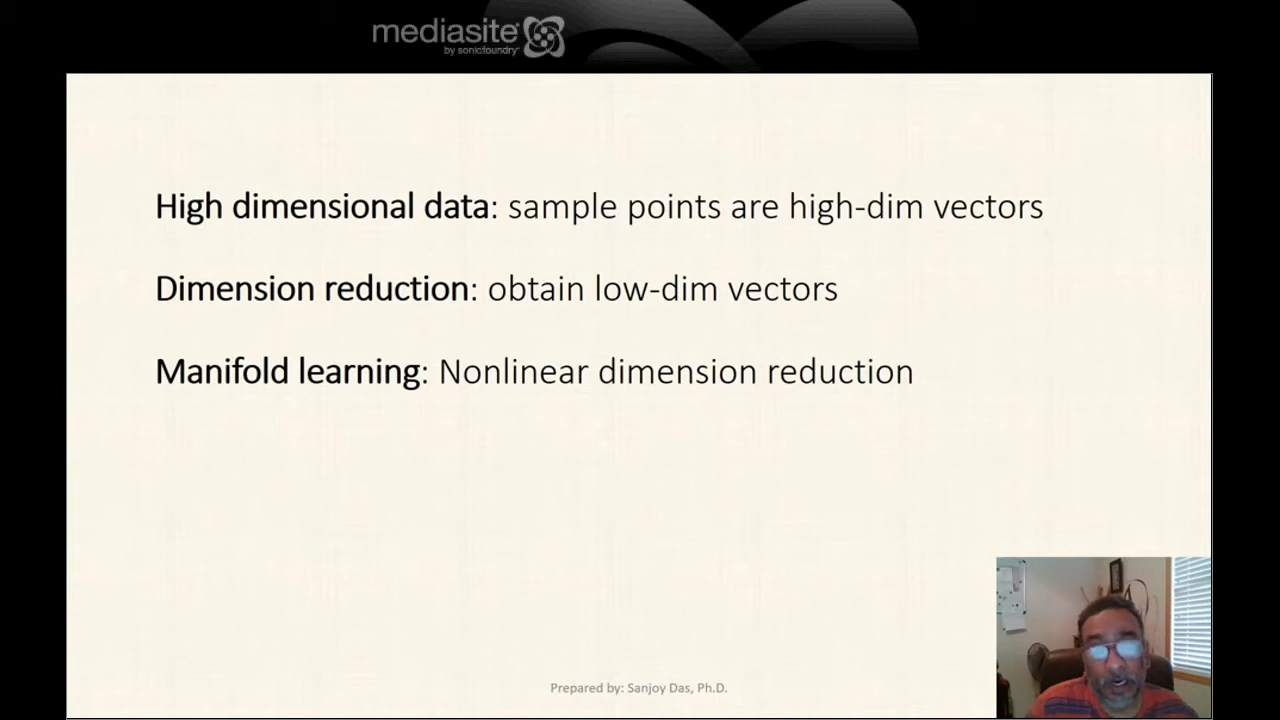 mediasite
by sonicfoundry
High dimensional data: sample points are high-dim vectors
Dimension reduction: obtain low-dim vectors
Manifold learning: Nonlinear dimension reduction
Prepared by: Sanjoy Das, Ph.D.